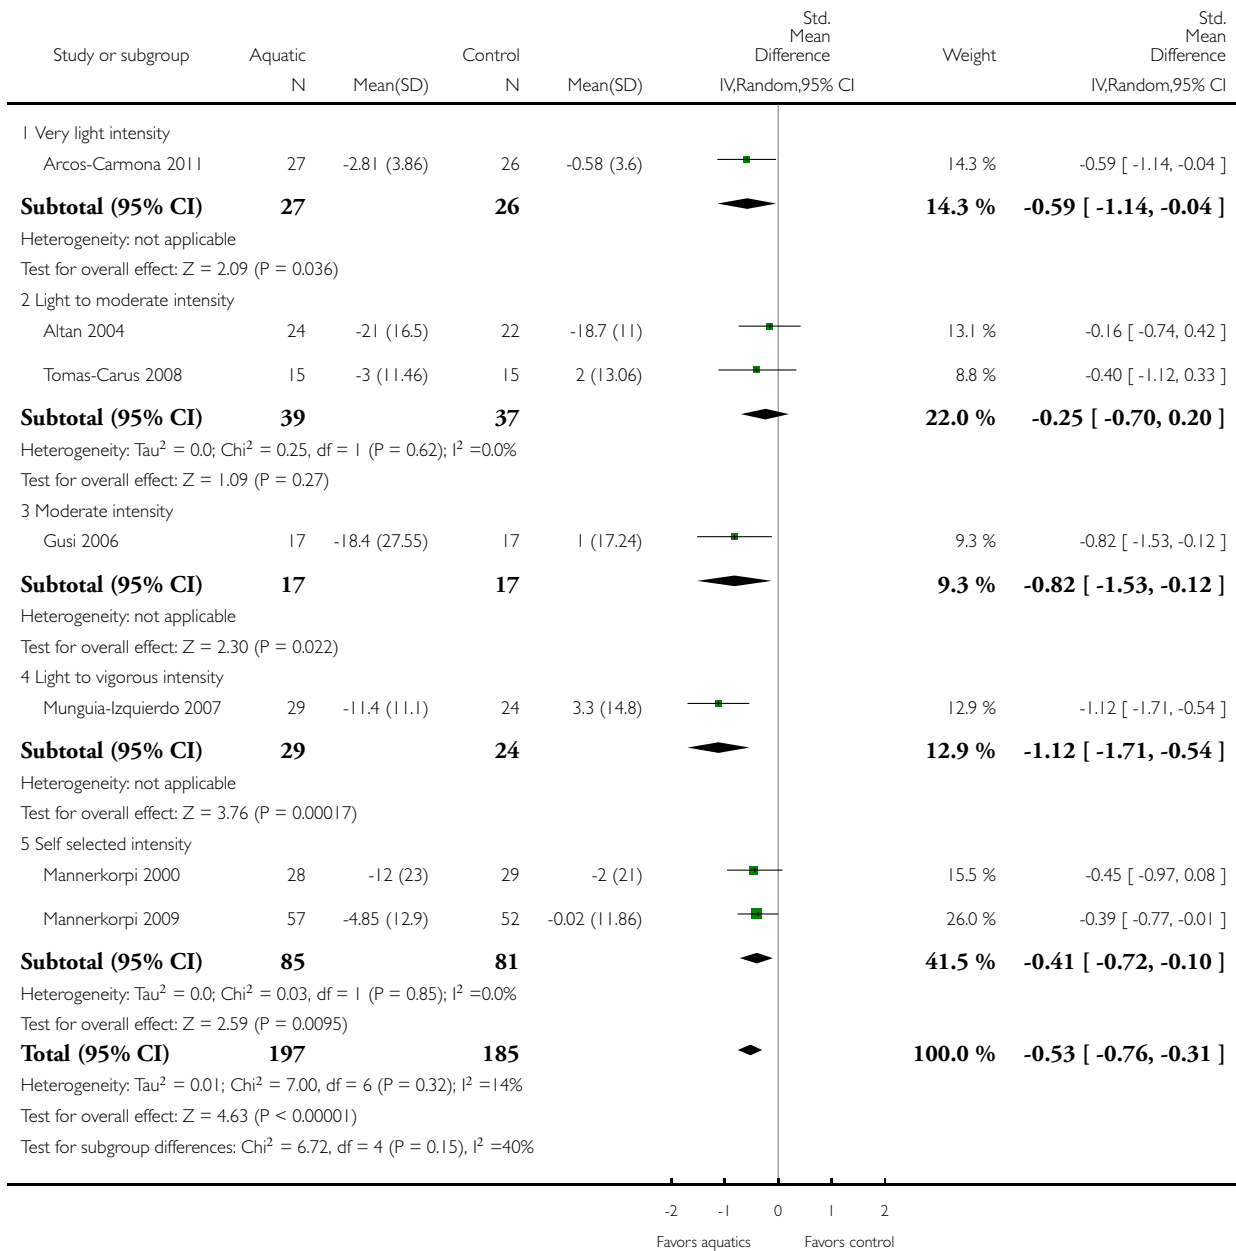 Study or subgroup Aquatic Control Std. Mean Difference Weight Std. Mean Difference
N Mean(SD) N Mean(SD) IV,Random,95% CI IV,Random,95% CI
1 Very light intensity
Arcos-Carmona 2011 27 -2.81 (3.86) 26 -0.58 (3.6) 14.3 % -0.59 [ -1.14, -0.04 ]
Subtotal (95% CI) 27 26 14.3 % -0.59 [ -1.14, -0.04 ]
Heterogeneity: not applicable
Test for overall effect: Z = 2.09 (P = 0.036)
2 Light to moderate intensity
Altan 2004 24 -21 (16.5) 22 -18.7 (11) 13.1 % -0.16 [ -0.74, 0.42 ]
Tomas-Carus 2008 15 -3 (11.46) 15 2 (13.06) 8.8 % -0.40 [ -1.12, 0.33 ]
Subtotal (95% CI) 39 37 22.0 % -0.25 [ -0.70, 0.20 ]
Heterogeneity: Tau² = 0.0; Chi² = 0.25, df = 1 (P = 0.62); I² =0.0%
Test for overall effect: Z = 1.09 (P = 0.27)
3 Moderate intensity
Gusi 2006 17 -18.4 (27.55) 17 1 (17.24) 9.3 % -0.82 [ -1.53, -0.12 ]
Subtotal (95% CI) 17 17 9.3 % -0.82 [ -1.53, -0.12 ]
Heterogeneity: not applicable
Test for overall effect: Z = 2.30 (P = 0.022)
4 Light to vigorous intensity
Munguia-Izquierdo 2007 29 -11.4 (11.1) 24 3.3 (14.8) 12.9 % -1.12 [ -1.71, -0.54 ]
Subtotal (95% CI) 29 24 12.9 % -1.12 [ -1.71, -0.54 ]
Heterogeneity: not applicable
Test for overall effect: Z = 3.76 (P = 0.00017)
5 Self selected intensity
Mannerkorpi 2000 28 -12 (23) 29 -2 (21) 15.5 % -0.45 [ -0.97, 0.08 ]
Mannerkorpi 2009 57 -4.85 (12.9) 52 -0.02 (11.86) 26.0 % -0.39 [ -0.77, -0.01 ]
Subtotal (95% CI) 85 81 41.5 % -0.41 [ -0.72, -0.10 ]
Heterogeneity: Tau² = 0.0; Chi² = 0.03, df = 1 (P = 0.85); I² =0.0%
Test for overall effect: Z = 2.59 (P = 0.0095)
Total (95% CI) 197 185 100.0 % -0.53 [ -0.76, -0.31 ]
Heterogeneity: Tau² = 0.01; Chi² = 7.00, df = 6 (P = 0.32); I² =14%
Test for overall effect: Z = 4.63 (P < 0.00001)
Test for subgroup differences: Chi² = 6.72, df = 4 (P = 0.15), I² =40%
-2 -1 0 1 2
Favors aquatics Favors control